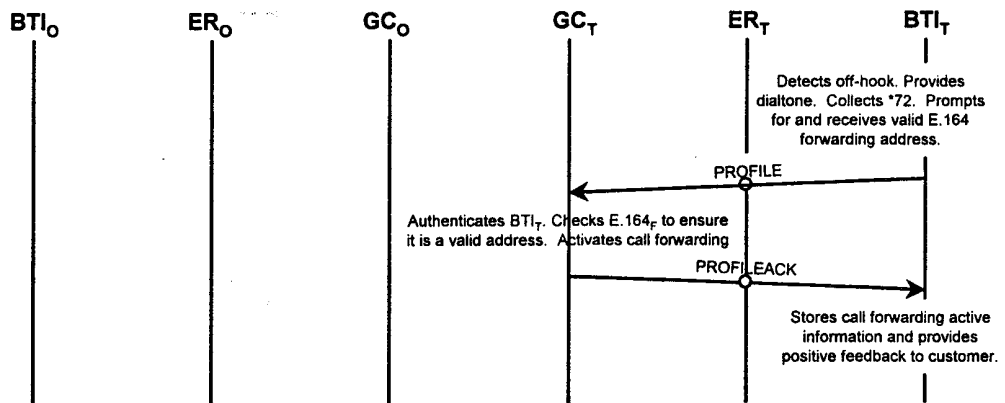 BTIO ERO GCO GCT ERT BTIT
Detects off-hook. Provides
dialtone. Collects *72. Prompts
for and receives valid E.164
forwarding address.
PROFILE
Authenticates BTIT. Checks E.164F to ensure
it is a valid address. Activates call forwarding
PROFILEACK
Stores call forwarding active
information and provides
positive feedback to customer.